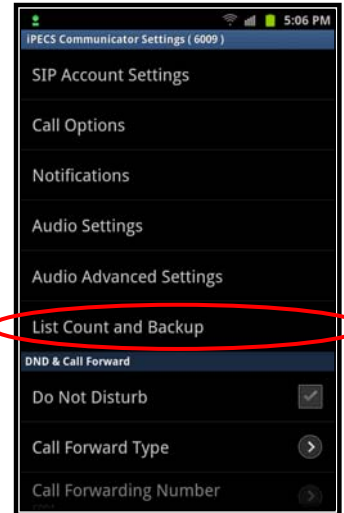 5:06 PM
iPECS Communicator Settings ( 6009 )
SIP Account Settings
Call Options
Notifications
Audio Settings
Audio Advanced Settings
List Count and Backup
DND & Call Forward
Do Not Disturb
Call Forward Type
Call Forwarding Number